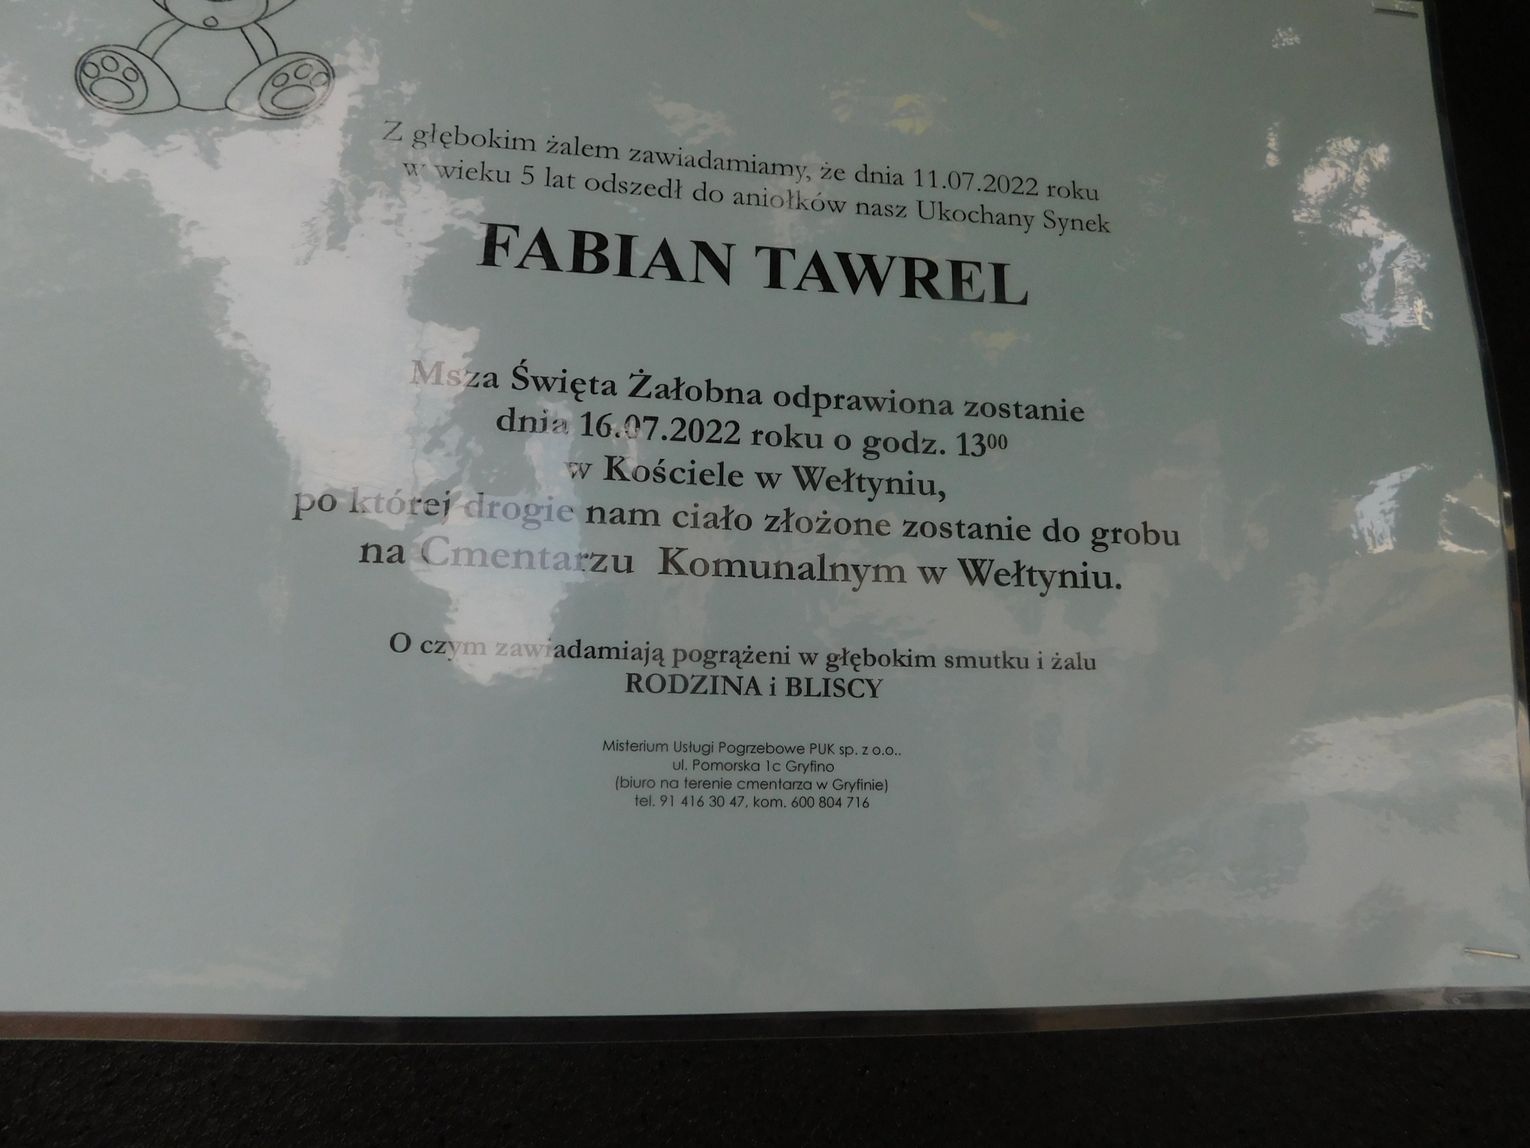 Z głębokim żalem zawiadamiamy, że dnia 11.07.2022 roku
w wieku 5 lat odszedł do aniołków nasz Ukochany Synek
FABIAN TAWREL
Msza Święta Żałobna odprawiona zostanie
dnia 16.07.2022 roku o godz. 13⁰⁰
w Kościele w Wełtyniu,
po której drogie nam ciało złożone zostanie do grobu
na Cmentarzu Komunalnym w Wełtyniu.
O czym zawiadamiają pogrążeni w głębokim smutku i żalu
RODZINA i BLISCY
Misterium Usługi Pogrzebowe PUK sp. z o.o..
ul. Pomorska 1c Gryfino
(biuro na terenie cmentarza w Gryfinie)
tel. 91 416 30 47, kom. 600 804 716